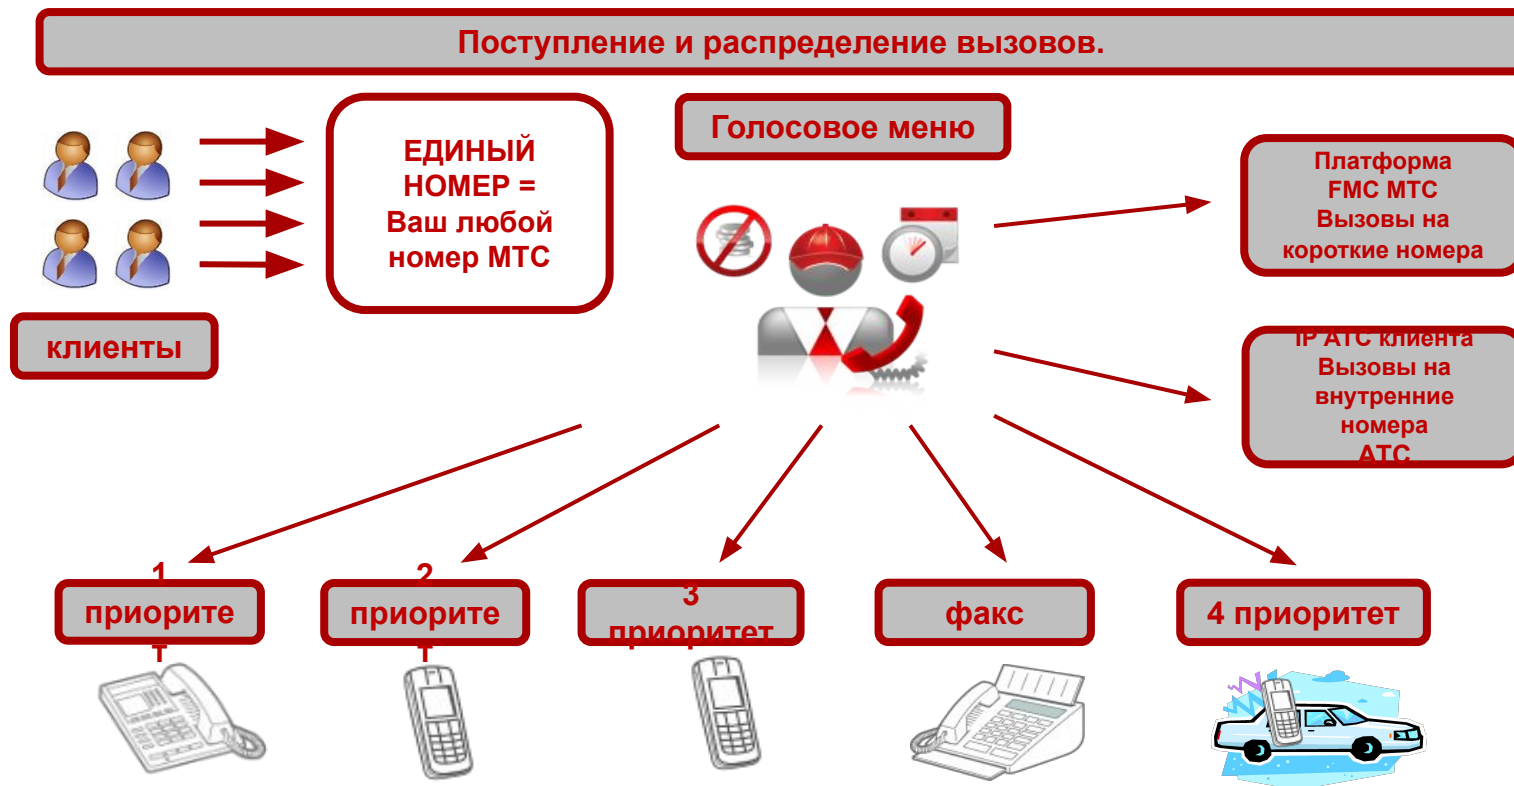 Поступление и распределение вызовов.
ЕДИНЫЙ
НОМЕР =
Ваш любой
номер МТС
Голосовое меню
Платформа
FMC МТС
Вызовы на
короткие номера
клиенты
IP АТС клиента
Вызовы на
внутренние
номера
АТС
1
приорите
т
2
приорите
т
3
приоритет
факс
4 приоритет